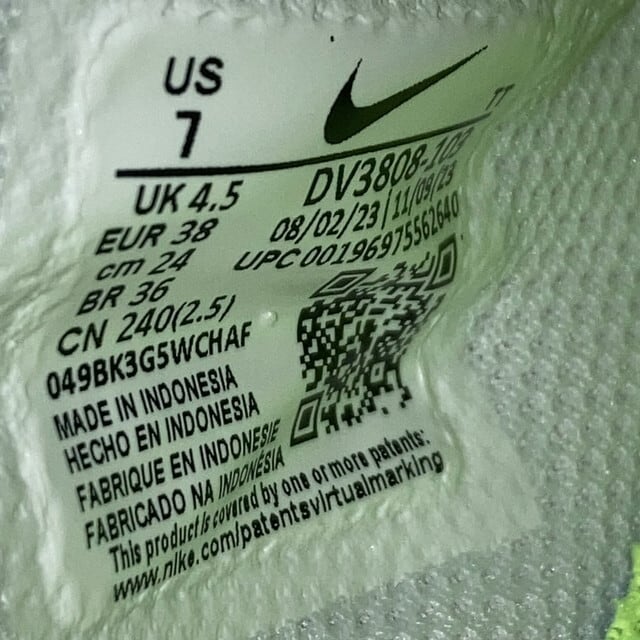 US
7
TT
UK 4.5
DV3808-102
EUR 38
08/02/23 | 11/09/23
cm 24
UPC 00196975562640
BR 36
CN 240(2.5)
049BK3G5WCHAF
MADE IN INDONESIA
HECHO EN INDONESIA
FABRIQUE EN INDONESIE
FABRICADO NA INDONÉSIA
This product is covered by one or more patents:
www.nike.com/patentsvirtualmarking